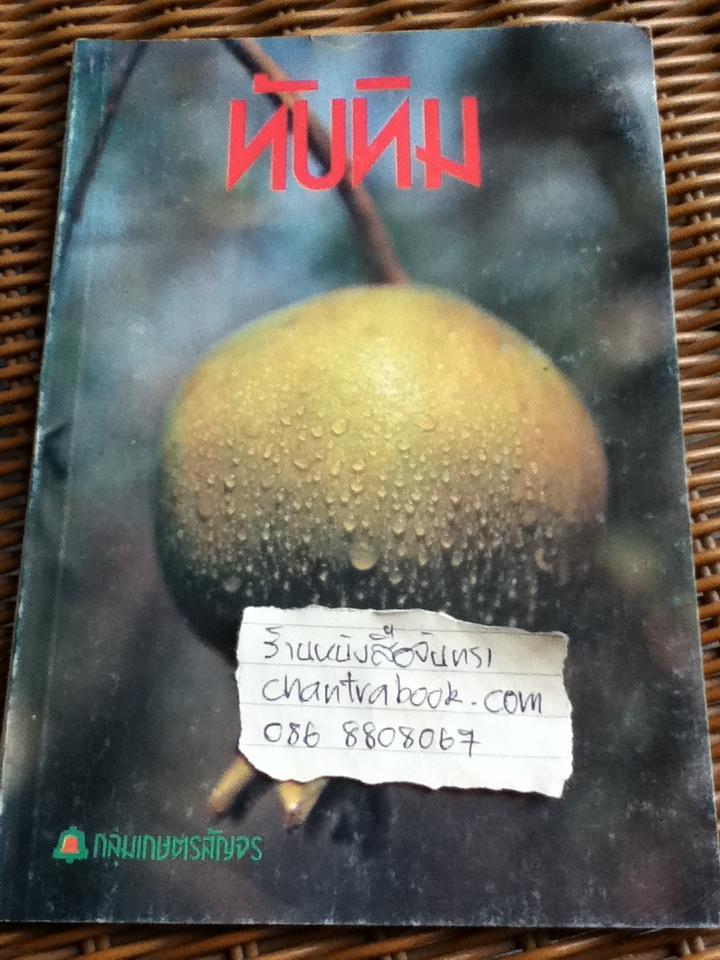 ทับทิม
ร้านหนังสือจันทรา
chantrabook.com
086 8808067
กลุ่มเกษตรสัญจร